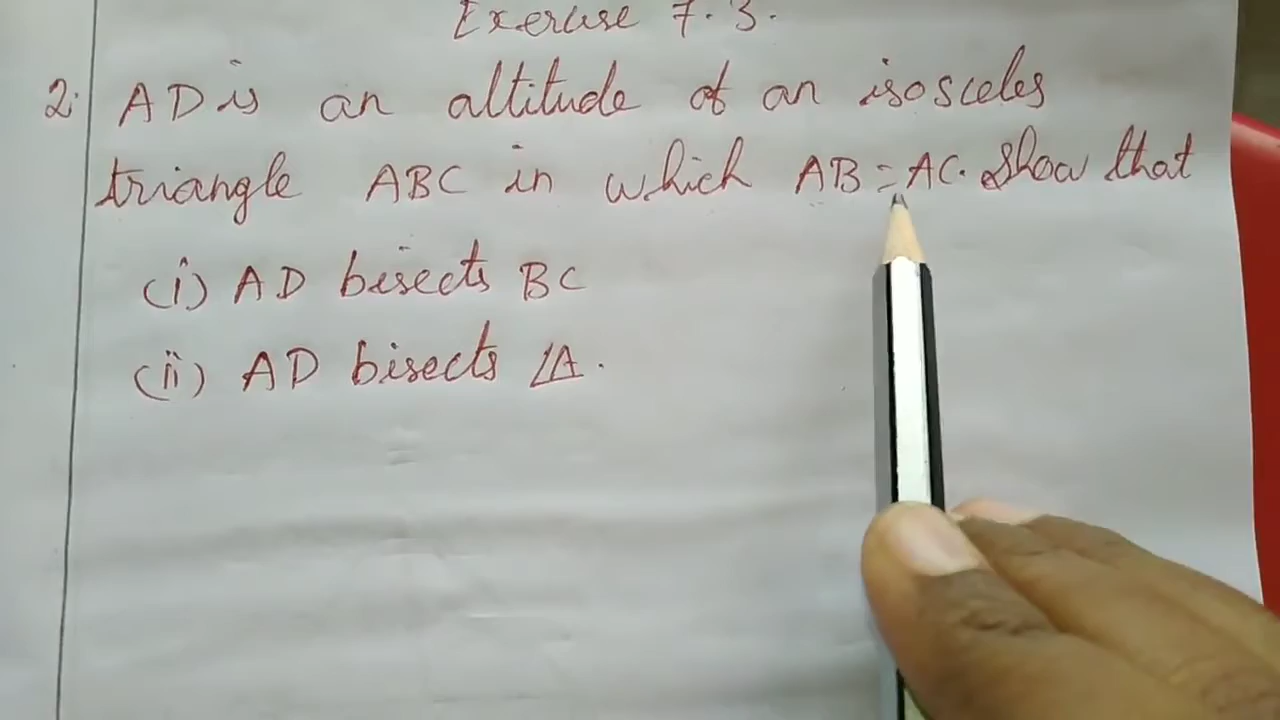 Exercise 7.3.
2. AD is an altitude of an isosceles
triangle ABC in which AB = AC. Show that
(i) AD bisects BC
(ii) AD bisects ∠A.